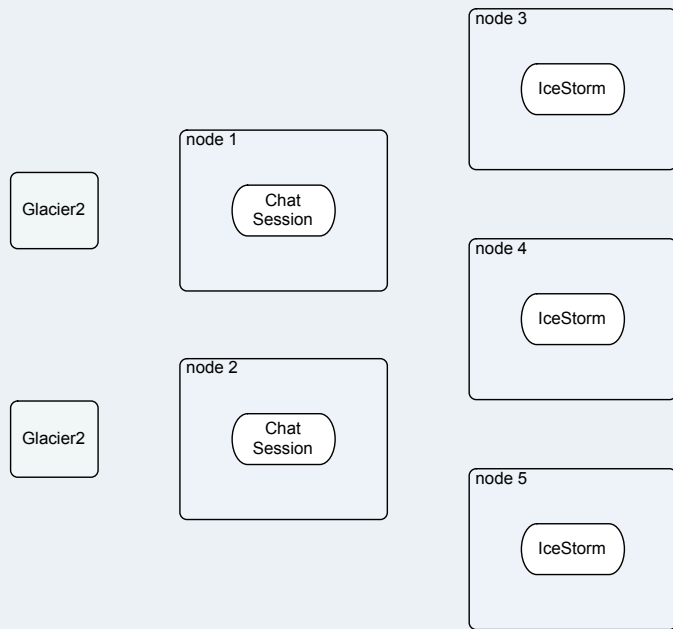 node 3
IceStorm
node 1
Chat
Session
Glacier2
node 4
IceStorm
node 2
Chat
Session
Glacier2
node 5
IceStorm